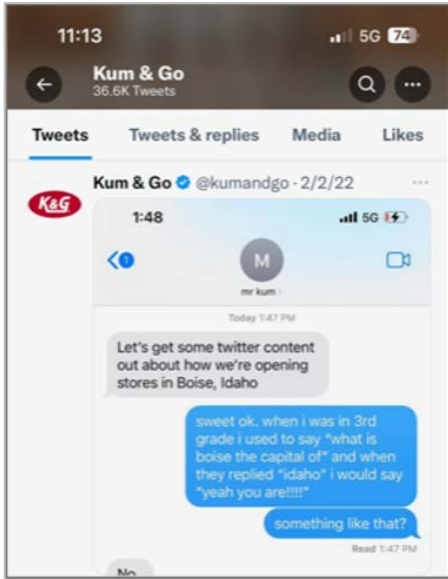 11:13
5G 74
Kum & Go
36.6K Tweets
Tweets Tweets & replies Media Likes
Kum & Go @kumandgo · 2/2/22
K&G
1:48
5G
1
M
mr kum
Today 1:47 PM
Let's get some twitter content
out about how we're opening
stores in Boise, Idaho
sweet ok. when i was in 3rd
grade i used to say "what is
boise the capital of" and when
they replied "idaho" i would say
"yeah you are!!!!"
something like that?
Read 1:47 PM
No